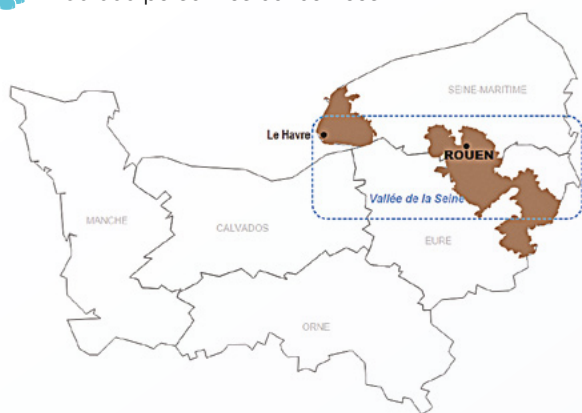 SEINE-MARITIME
Le Havre
ROUEN
Vallée de la Seine
MANCHE
CALVADOS
EURE
ORNE